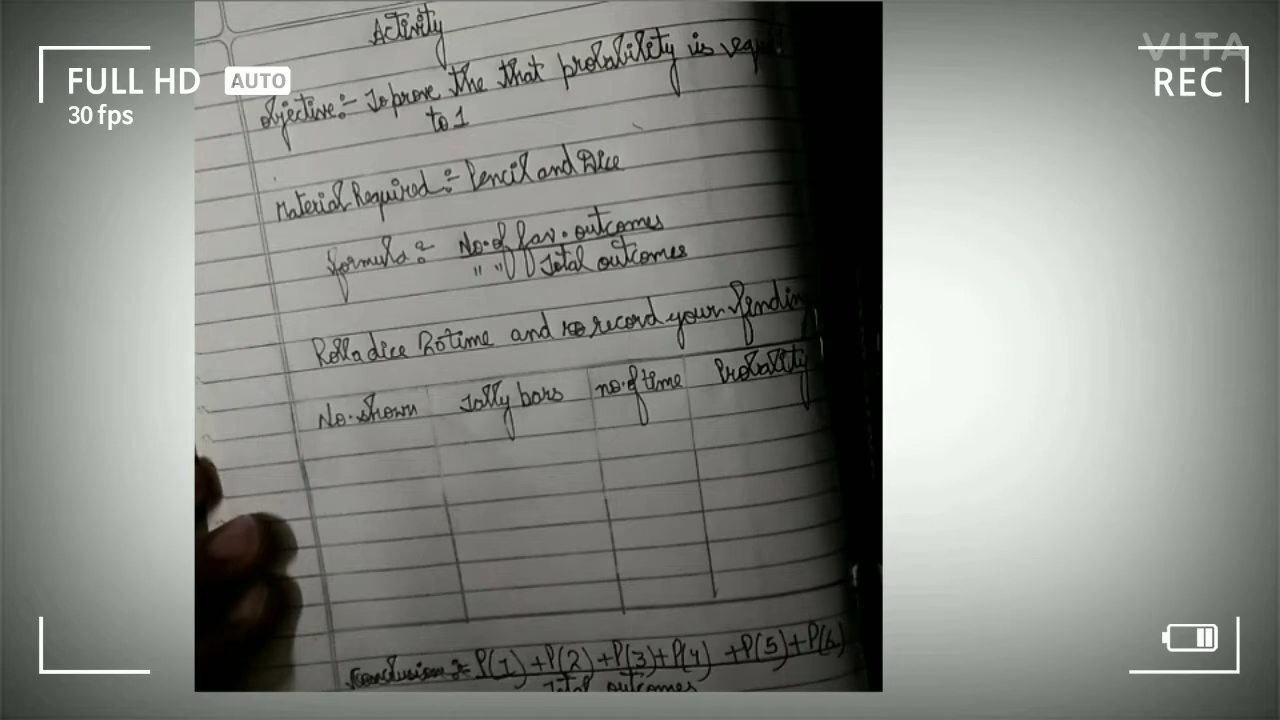 VITA
FULL HD AUTO
REC
30 fps
Activity
Objective:- To prove the that probability is
to 1
Material Required:- Pencil and Dice
formula:- No. of fav. outcomes
" " Total outcomes
Roll a dice 20 time and record your finding
No. shown Tally bars no. of time Probality
Conclusion:- P(1)+P(2)+P(3)+P(4)+P(5)+P(6)
Total outcomes